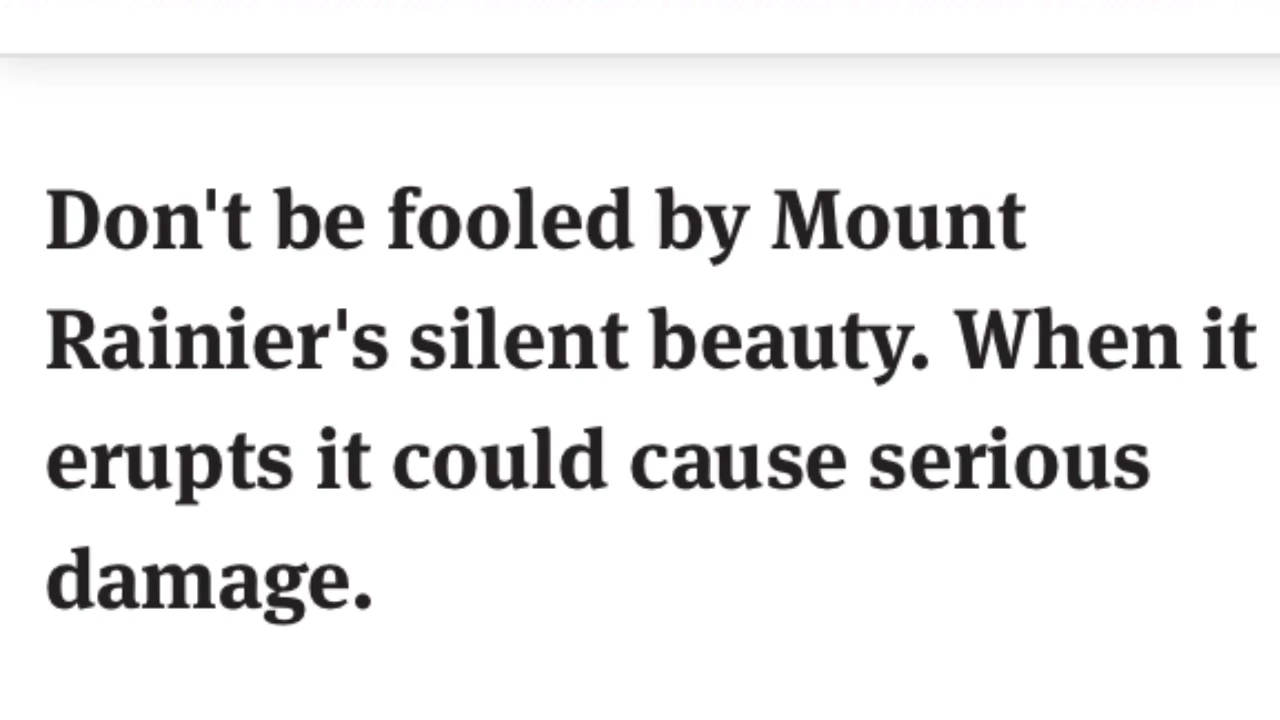 Don't be fooled by Mount
Rainier's silent beauty. When it
erupts it could cause serious
damage.